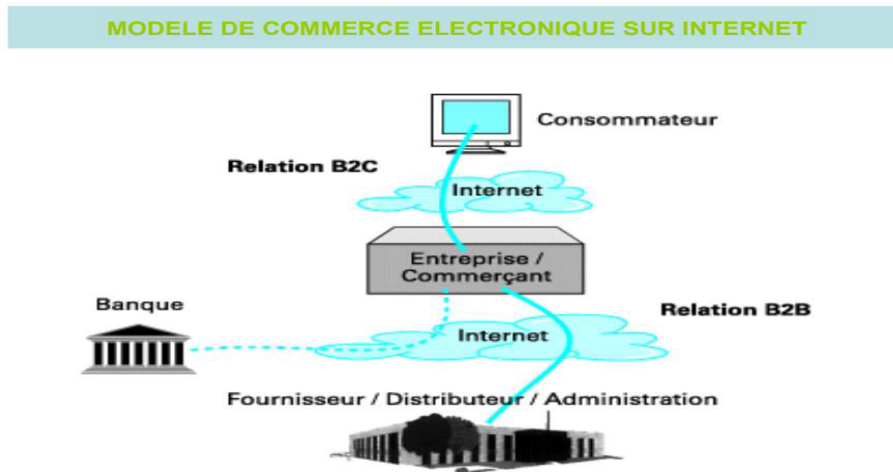 MODELE DE COMMERCE ELECTRONIQUE SUR INTERNET
Consommateur
Relation B2C
Internet
Entreprise /
Commerçant
Banque
Relation B2B
Internet
Fournisseur / Distributeur / Administration